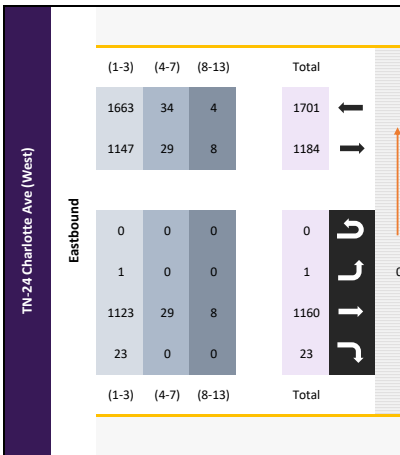 TN-24 Charlotte Ave (West)
Eastbound
(1-3) (4-7) (8-13) Total
1663 34 4 1701
1147 29 8 1184
0 0 0 0
1 0 0 1
1123 29 8 1160
23 0 0 23
(1-3) (4-7) (8-13) Total